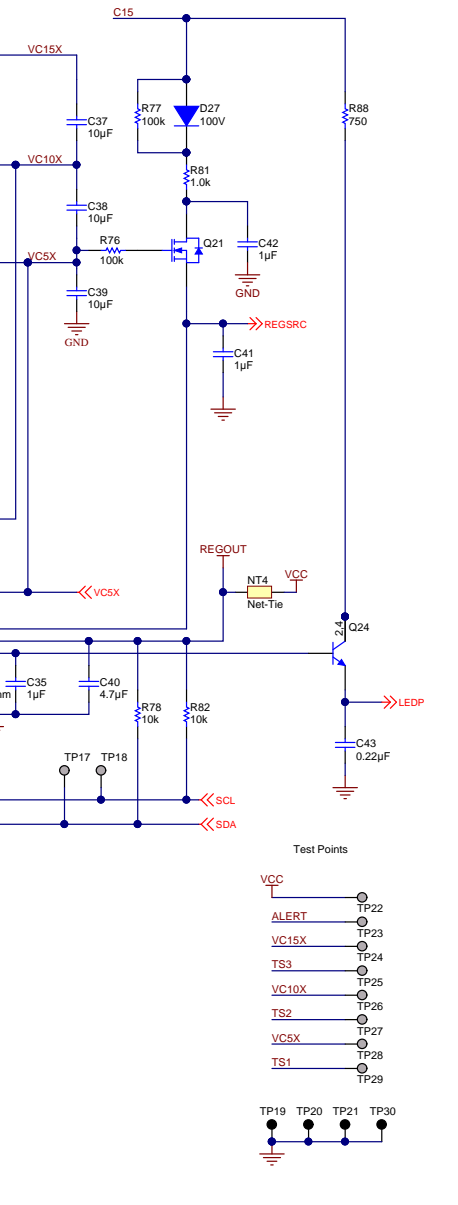 C15
VC15X
R77
100k
D27
100V
R88
750
C37
10µF
VC10X
R81
1.0k
C38
10µF
R76
100k
Q21
C42
1µF
VC5X
C39
10µF
GND
GND
REGSRC
C41
1µF
REGOUT
NT4
Net-Tie
VCC
VC5X
2,4
Q24
C35
1µF
C40
4.7µF
R78
10k
R82
10k
LEDP
C43
0.22µF
TP17
TP18
SCL
SDA
Test Points
VCC
TP22
ALERT
TP23
VC15X
TP24
TS3
TP25
VC10X
TP26
TS2
TP27
VC5X
TP28
TS1
TP29
TP19
TP20
TP21
TP30